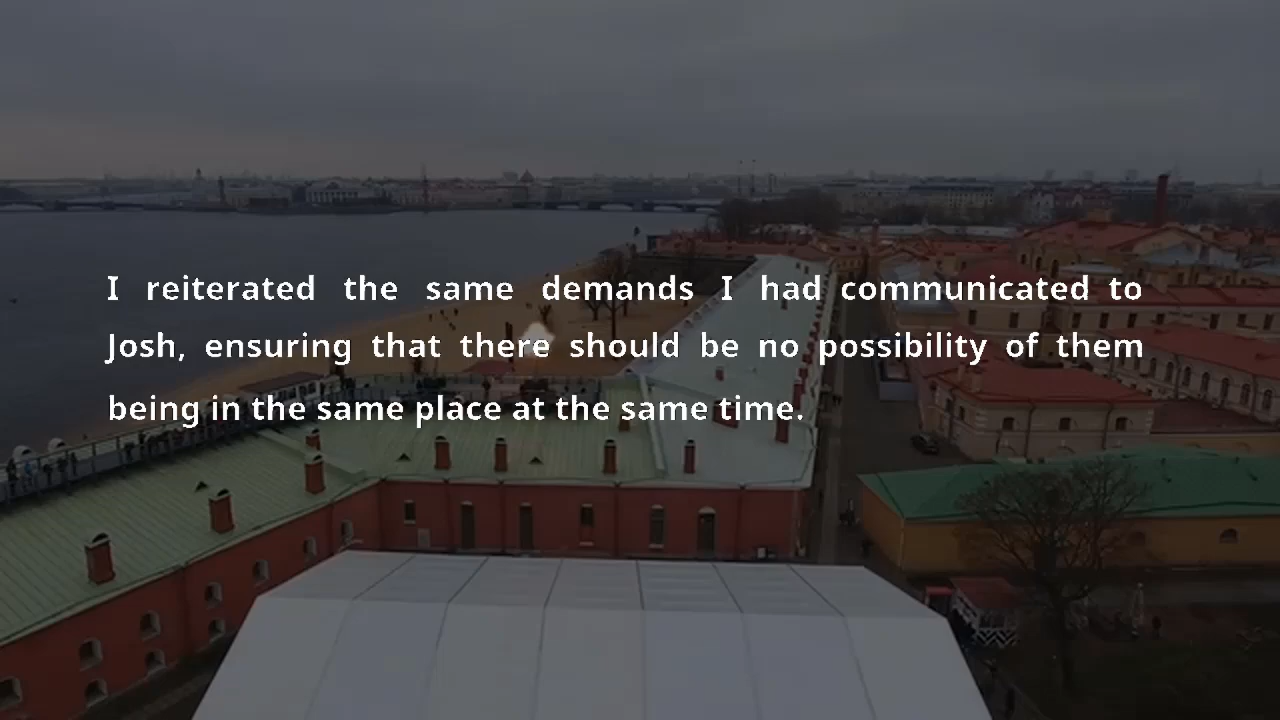 I reiterated the same demands I had communicated to
Josh, ensuring that there should be no possibility of them
being in the same place at the same time.